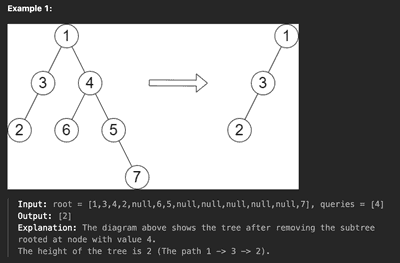 Example 1:
1
1
3
4
3
2
6
5
2
7
Input: root = [1,3,4,2,null,6,5,null,null,null,null,null,7], queries = [4]
Output: [2]
Explanation: The diagram above shows the tree after removing the subtree
rooted at node with value 4.
The height of the tree is 2 (The path 1 -> 3 -> 2).